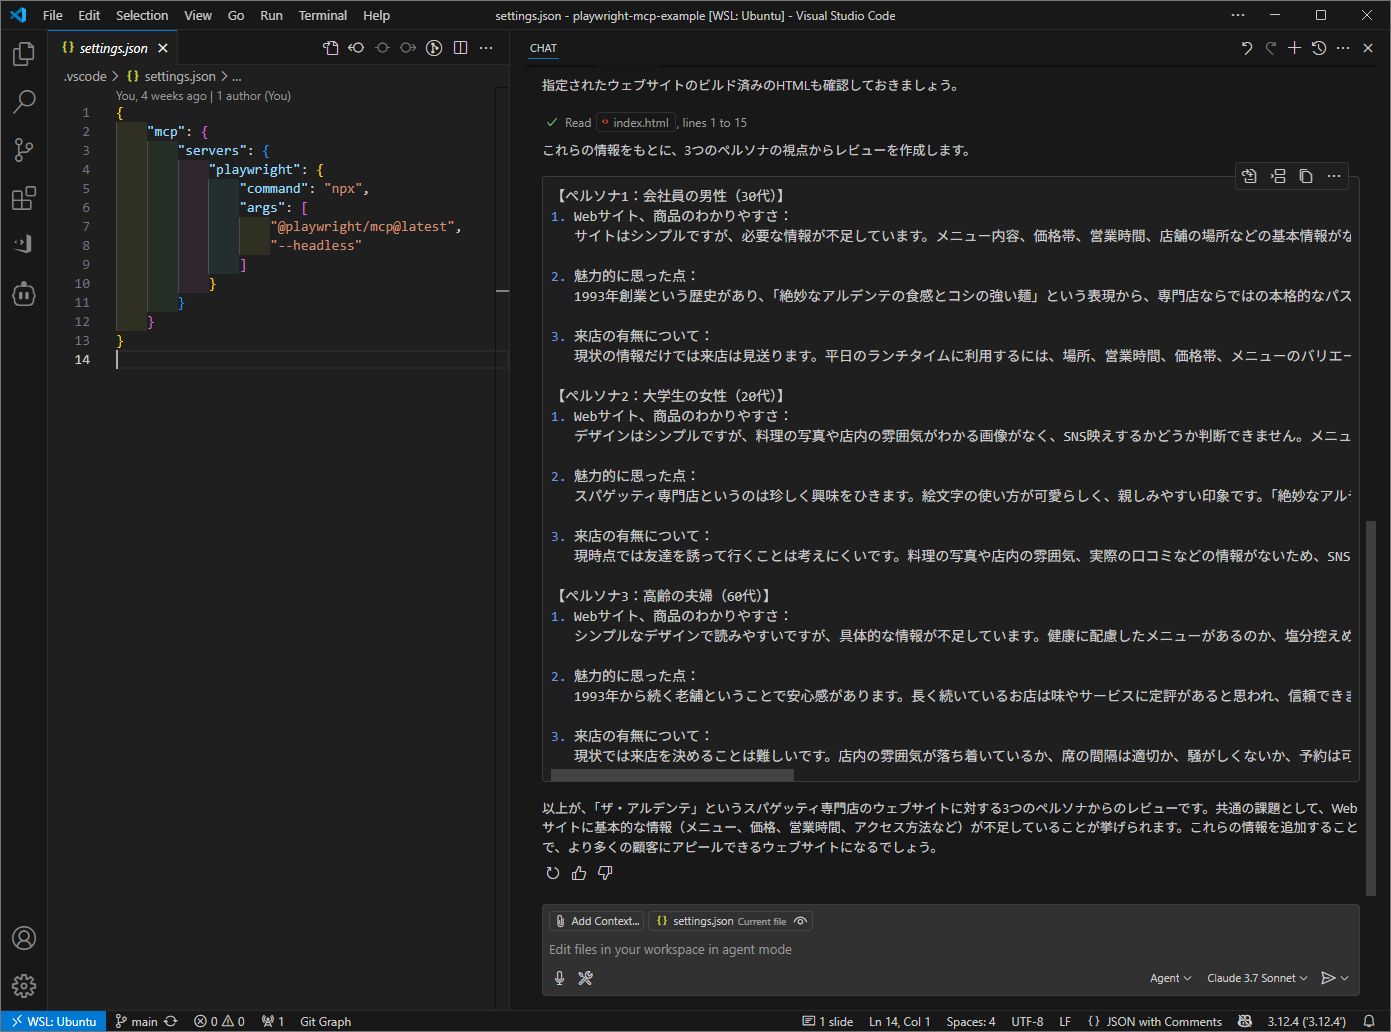 File Edit Selection View Go Run Terminal Help
settings.json - playwright-mcp-example [WSL: Ubuntu] - Visual Studio Code
{} settings.json
.vscode > {} settings.json > ...
You, 4 weeks ago | 1 author (You)
1 {
2 "mcp": {
3 "servers": {
4 "playwright": {
5 "command": "npx",
6 "args": [
7 "@playwright/mcp@latest",
8 "--headless"
9 ]
10 }
11 }
12 }
13 }
14
CHAT
指定されたウェブサイトのビルド済みのHTMLも確認しておきましょう。
Read index.html, lines 1 to 15
これらの情報をもとに、3つのペルソナの視点からレビューを作成します。
【ペルソナ1：会社員の男性（30代）】
1. Webサイト、商品のわかりやすさ：
サイトはシンプルですが、必要な情報が不足しています。メニュー内容、価格帯、営業時間、店舗の場所などの基本情報がな
2. 魅力的に思った点：
1993年創業という歴史があり、「絶妙なアルデンテの食感とコシの強い麺」という表現から、専門店ならではの本格的なパス
3. 来店の有無について：
現状の情報だけでは来店は見送ります。平日のランチタイムに利用するには、場所、営業時間、価格帯、メニューのバリエー
【ペルソナ2：大学生の女性（20代）】
1. Webサイト、商品のわかりやすさ：
デザインはシンプルですが、料理の写真や店内の雰囲気がわかる画像がなく、SNS映えするかどうか判断できません。メニュ
2. 魅力的に思った点：
スパゲッティ専門店というのは珍しく興味をひきます。絵文字の使い方が可愛らしく、親しみやすい印象です。「絶妙なアルデ
3. 来店の有無について：
現時点では友達を誘って行くことは考えにくいです。料理の写真や店内の雰囲気、実際の口コミなどの情報がないため、SNS
【ペルソナ3：高齢の夫婦（60代）】
1. Webサイト、商品のわかりやすさ：
シンプルなデザインで読みやすいですが、具体的な情報が不足しています。健康に配慮したメニューがあるのか、塩分控えめ
2. 魅力的に思った点：
1993年から続く老舗ということで安心感があります。長く続いているお店は味やサービスに定評があると思われ、信頼できま
3. 来店の有無について：
現状では来店を決めることは難しいです。店内の雰囲気が落ち着いているか、席の間隔は適切か、騒がしくないか、予約は可
以上が、「ザ・アルデンテ」というスパゲッティ専門店のウェブサイトに対する3つのペルソナからのレビューです。共通の課題として、Web
サイトに基本的な情報（メニュー、価格、営業時間、アクセス方法など）が不足していることが挙げられます。これらの情報を追加すること
で、より多くの顧客にアピールできるウェブサイトになるでしょう。
Add Context... {} settings.json Current file
Edit files in your workspace in agent mode
Agent Claude 3.7 Sonnet
WSL: Ubuntu main 0 0 1 Git Graph 1 slide Ln 14, Col 1 Spaces: 4 UTF-8 LF {} JSON with Comments 3.12.4 ('3.12.4')